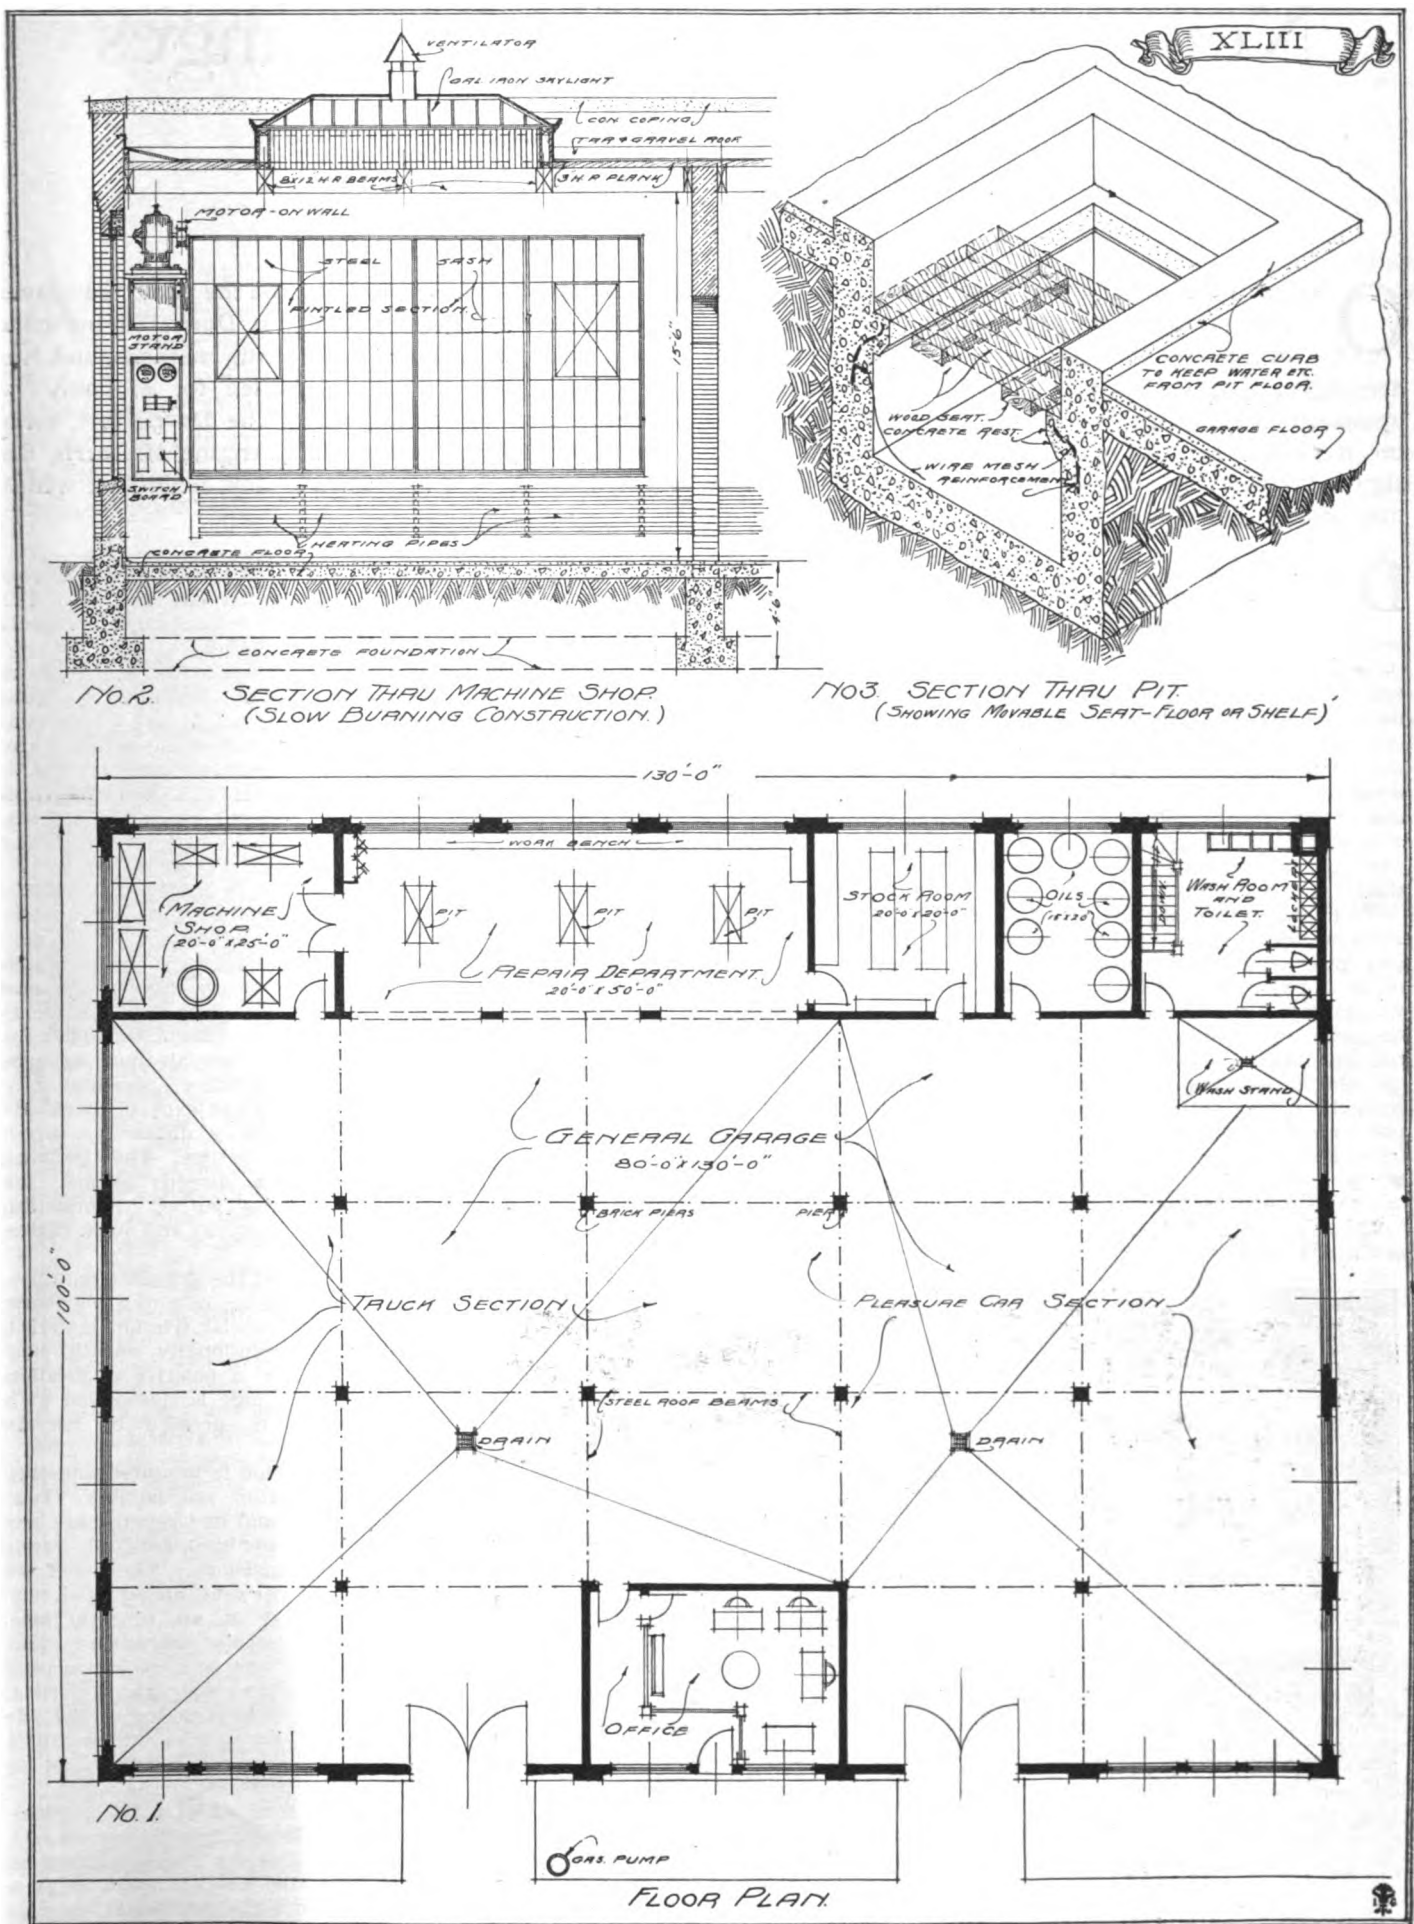 XLIII
VENTILATOR
GAL IRON SKYLIGHT
CON COPING
TAR & GRAVEL ROOF
8X12 H.P. BEAMS
3 H.P. PLANK
MOTOR-ON WALL
STEEL SASH
PINTLED SECTION.
MOTOR
STAND
SWITCH
BOARD
15'-6"
HEATING PIPES
CONCRETE FLOOR
CONCRETE FOUNDATION
4'-6"
No.2. SECTION THRU MACHINE SHOP.
(SLOW BURNING CONSTRUCTION.)
CONCRETE CURB
TO KEEP WATER ETC.
FROM PIT FLOOR.
WOOD SEAT.
CONCRETE REST.
GARAGE FLOOR
WIRE MESH
REINFORCEMENT
No3. SECTION THRU PIT.
(SHOWING MOVABLE SEAT-FLOOR OR SHELF)
130'-0"
100'-0"
WORK BENCH
MACHINE
SHOP.
20'-0" X 25'-0"
PIT
PIT
PIT
REPAIR DEPARTMENT.
20'-0" X 50'-0"
STOCK ROOM
20'-0" X 20'-0"
OILS
(15 X 20)
DOWN.
WASH ROOM
AND
TOILET.
LOCKERS
WASH STAND
GENERAL GARAGE
80'-0" X 130'-0"
BRICK PIERS
PIER
TRUCK SECTION
PLEASURE CAR SECTION
STEEL ROOF BEAMS
DRAIN
DRAIN
OFFICE
No. 1.
GAS. PUMP
FLOOR PLAN.